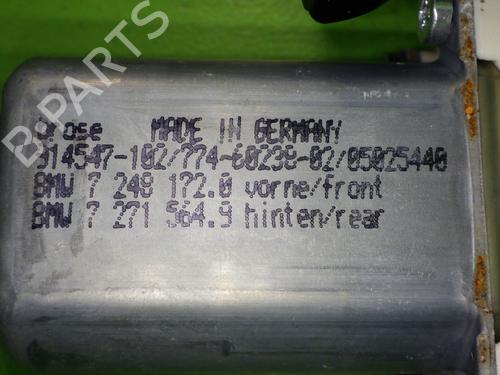 Brose MADE IN GERMANY
914547-102/774-60238-02/05025440
BMW 7 248 172.0 vorne/front
BMW 7 271 564.9 hinten/rear
B-PARTS